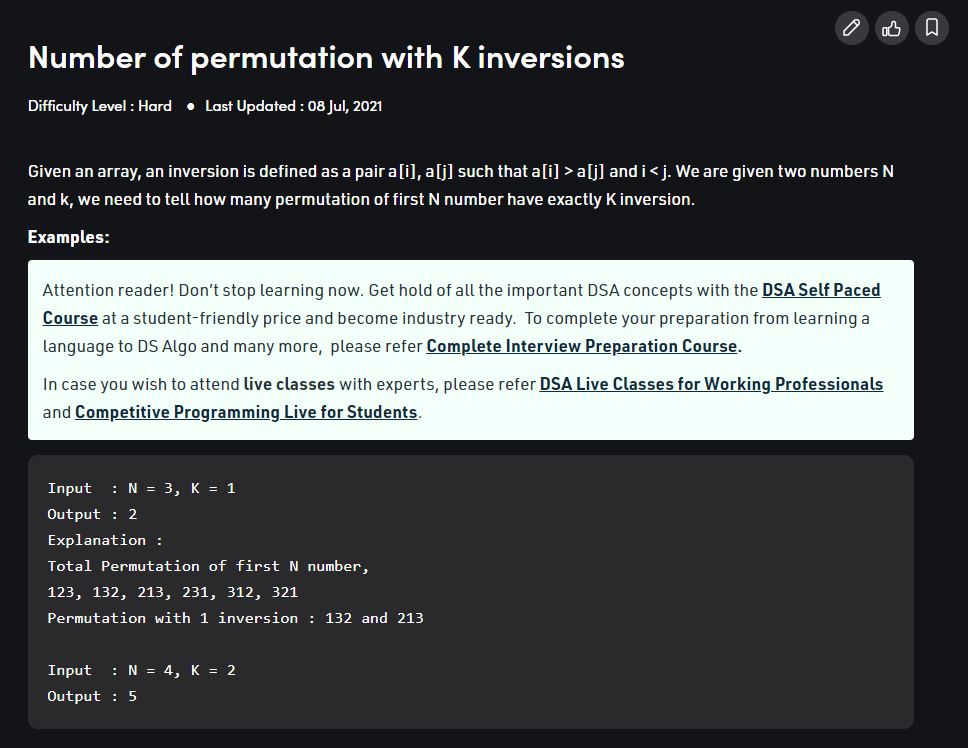 Number of permutation with K inversions
Difficulty Level : Hard ● Last Updated : 08 Jul, 2021
Given an array, an inversion is defined as a pair a[i], a[j] such that a[i] > a[j] and i < j. We are given two numbers N
and k, we need to tell how many permutation of first N number have exactly K inversion.
Examples:
Attention reader! Don’t stop learning now. Get hold of all the important DSA concepts with the DSA Self Paced
Course at a student-friendly price and become industry ready.  To complete your preparation from learning a
language to DS Algo and many more,  please refer Complete Interview Preparation Course.
In case you wish to attend live classes with experts, please refer DSA Live Classes for Working Professionals
and Competitive Programming Live for Students.
Input  : N = 3, K = 1
Output : 2
Explanation :
Total Permutation of first N number,
123, 132, 213, 231, 312, 321
Permutation with 1 inversion : 132 and 213
Input  : N = 4, K = 2
Output : 5